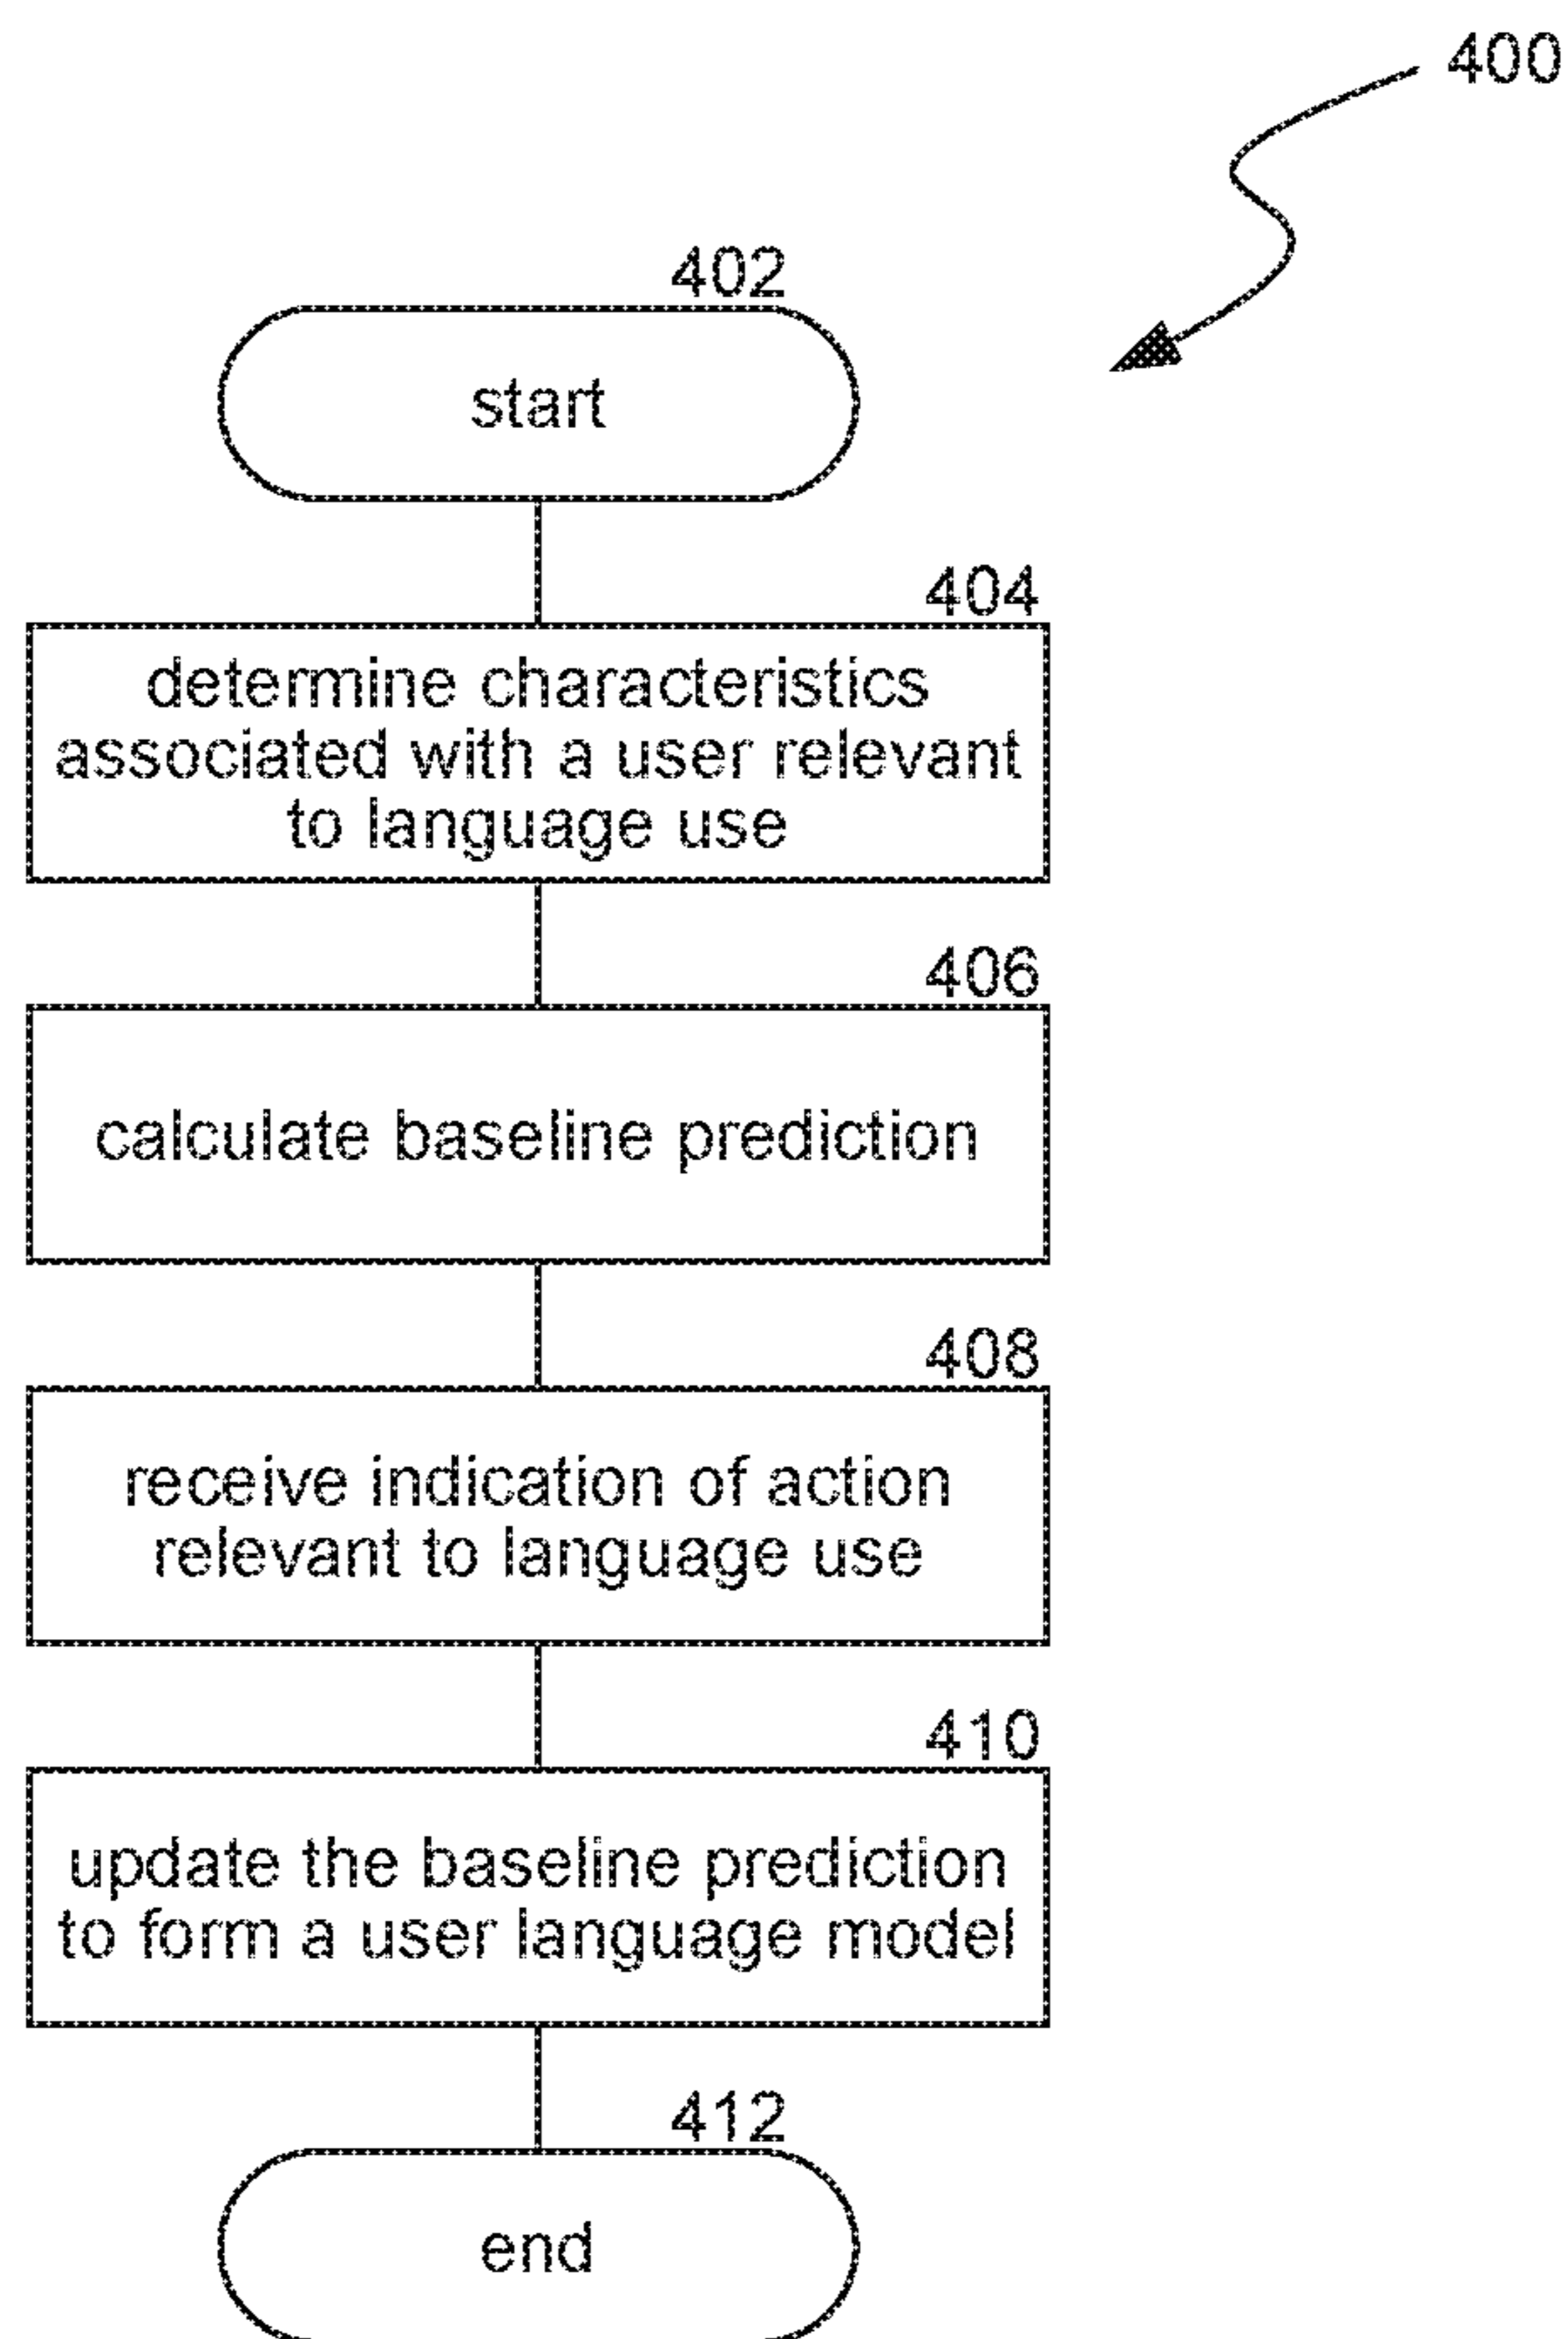 400
402
start
404
determine characteristics
associated with a user relevant
to language use
406
calculate baseline prediction
408
receive indication of action
relevant to language use
410
update the baseline prediction
to form a user language model
412
end